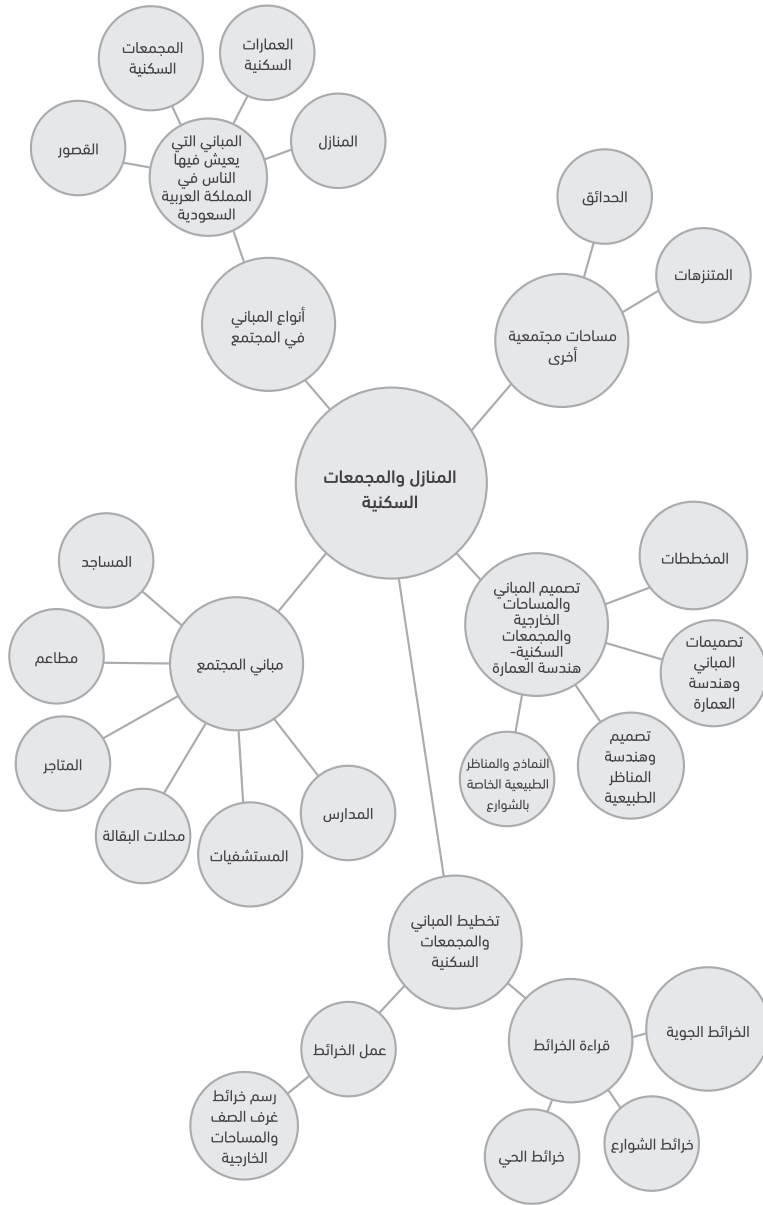 المنازل والمجمعات
السكنية
أنواع المباني
في المجتمع
المباني التي
يعيش فيها
الناس في
المملكة العربية
السعودية
المنازل
العمارات
السكنية
المجمعات
السكنية
القصور
مساحات مجتمعية
أخرى
الحدائق
المتنزهات
تصميم المباني
والمساحات
الخارجية
والمجمعات
السكنية-
هندسة العمارة
المخططات
تصميمات
المباني
وهندسة
العمارة
تصميم
وهندسة
المناظر
الطبيعية
النماذج والمناظر
الطبيعية الخاصة
بالشوارع
مباني المجتمع
المساجد
مطاعم
المتاجر
محلات البقالة
المستشفيات
المدارس
تخطيط المباني
والمجمعات
السكنية
قراءة الخرائط
الخرائط الجوية
خرائط الشوارع
خرائط الحي
عمل الخرائط
رسم خرائط
غرف الصف
والمساحات
الخارجية